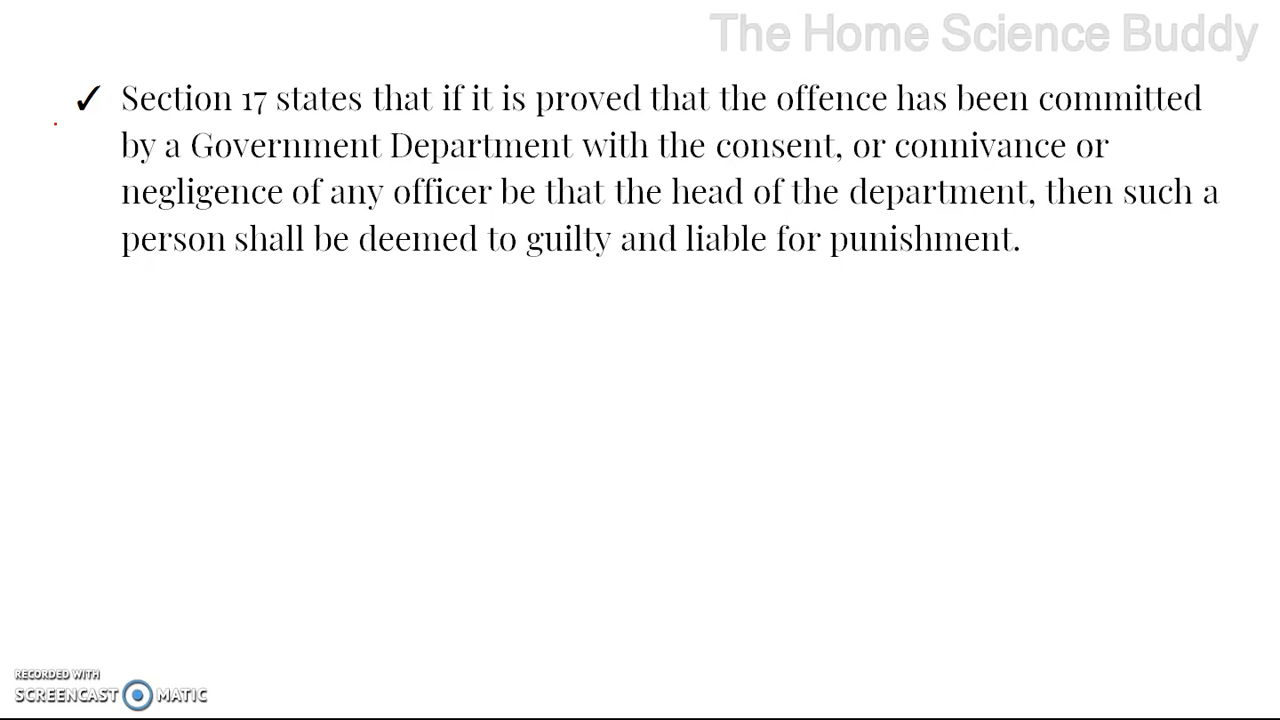 The Home Science Buddy
✓ Section 17 states that if it is proved that the offence has been committed
by a Government Department with the consent, or connivance or
negligence of any officer be that the head of the department, then such a
person shall be deemed to guilty and liable for punishment.
RECORDED WITH
SCREENCAST MATIC